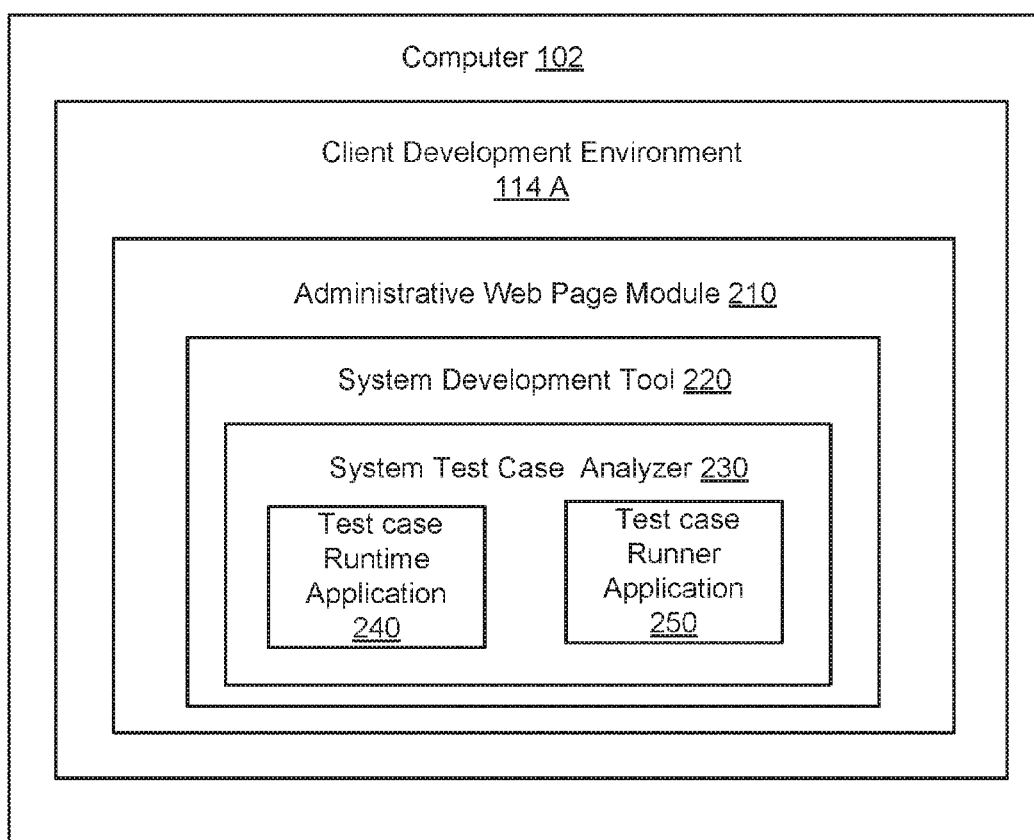 Computer 102
Client Development Environment
114 A
Administrative Web Page Module 210
System Development Tool 220
System Test Case Analyzer 230
Test case
Runtime
Application
240
Test case
Runner
Application
250